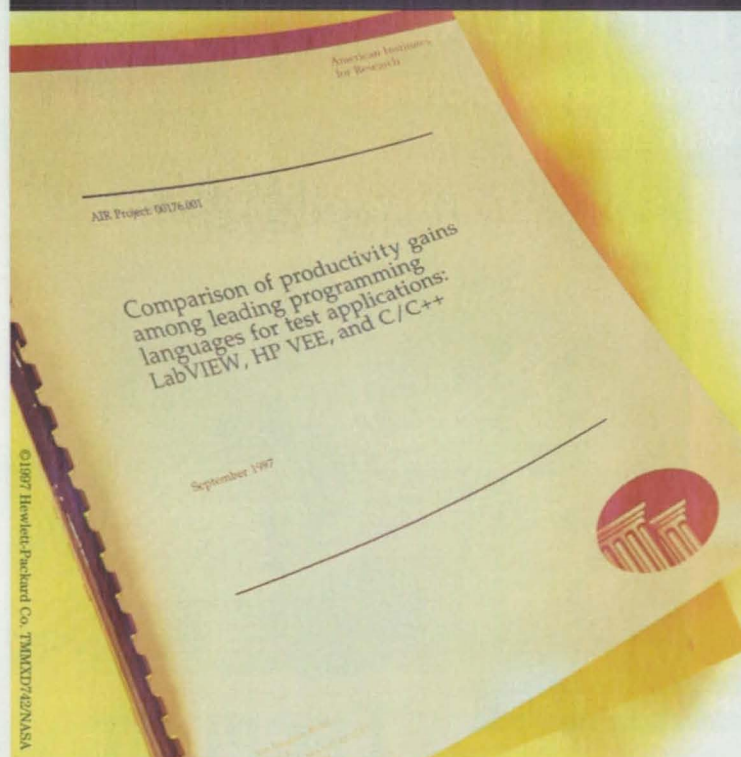 American Institutes
for Research
AIR Project: 00176.001
Comparison of productivity gains
among leading programming
languages for test applications:
LabVIEW, HP VEE, and C/C++
September 1997
©1997 Hewlett-Packard Co. TMMXD742/NASA